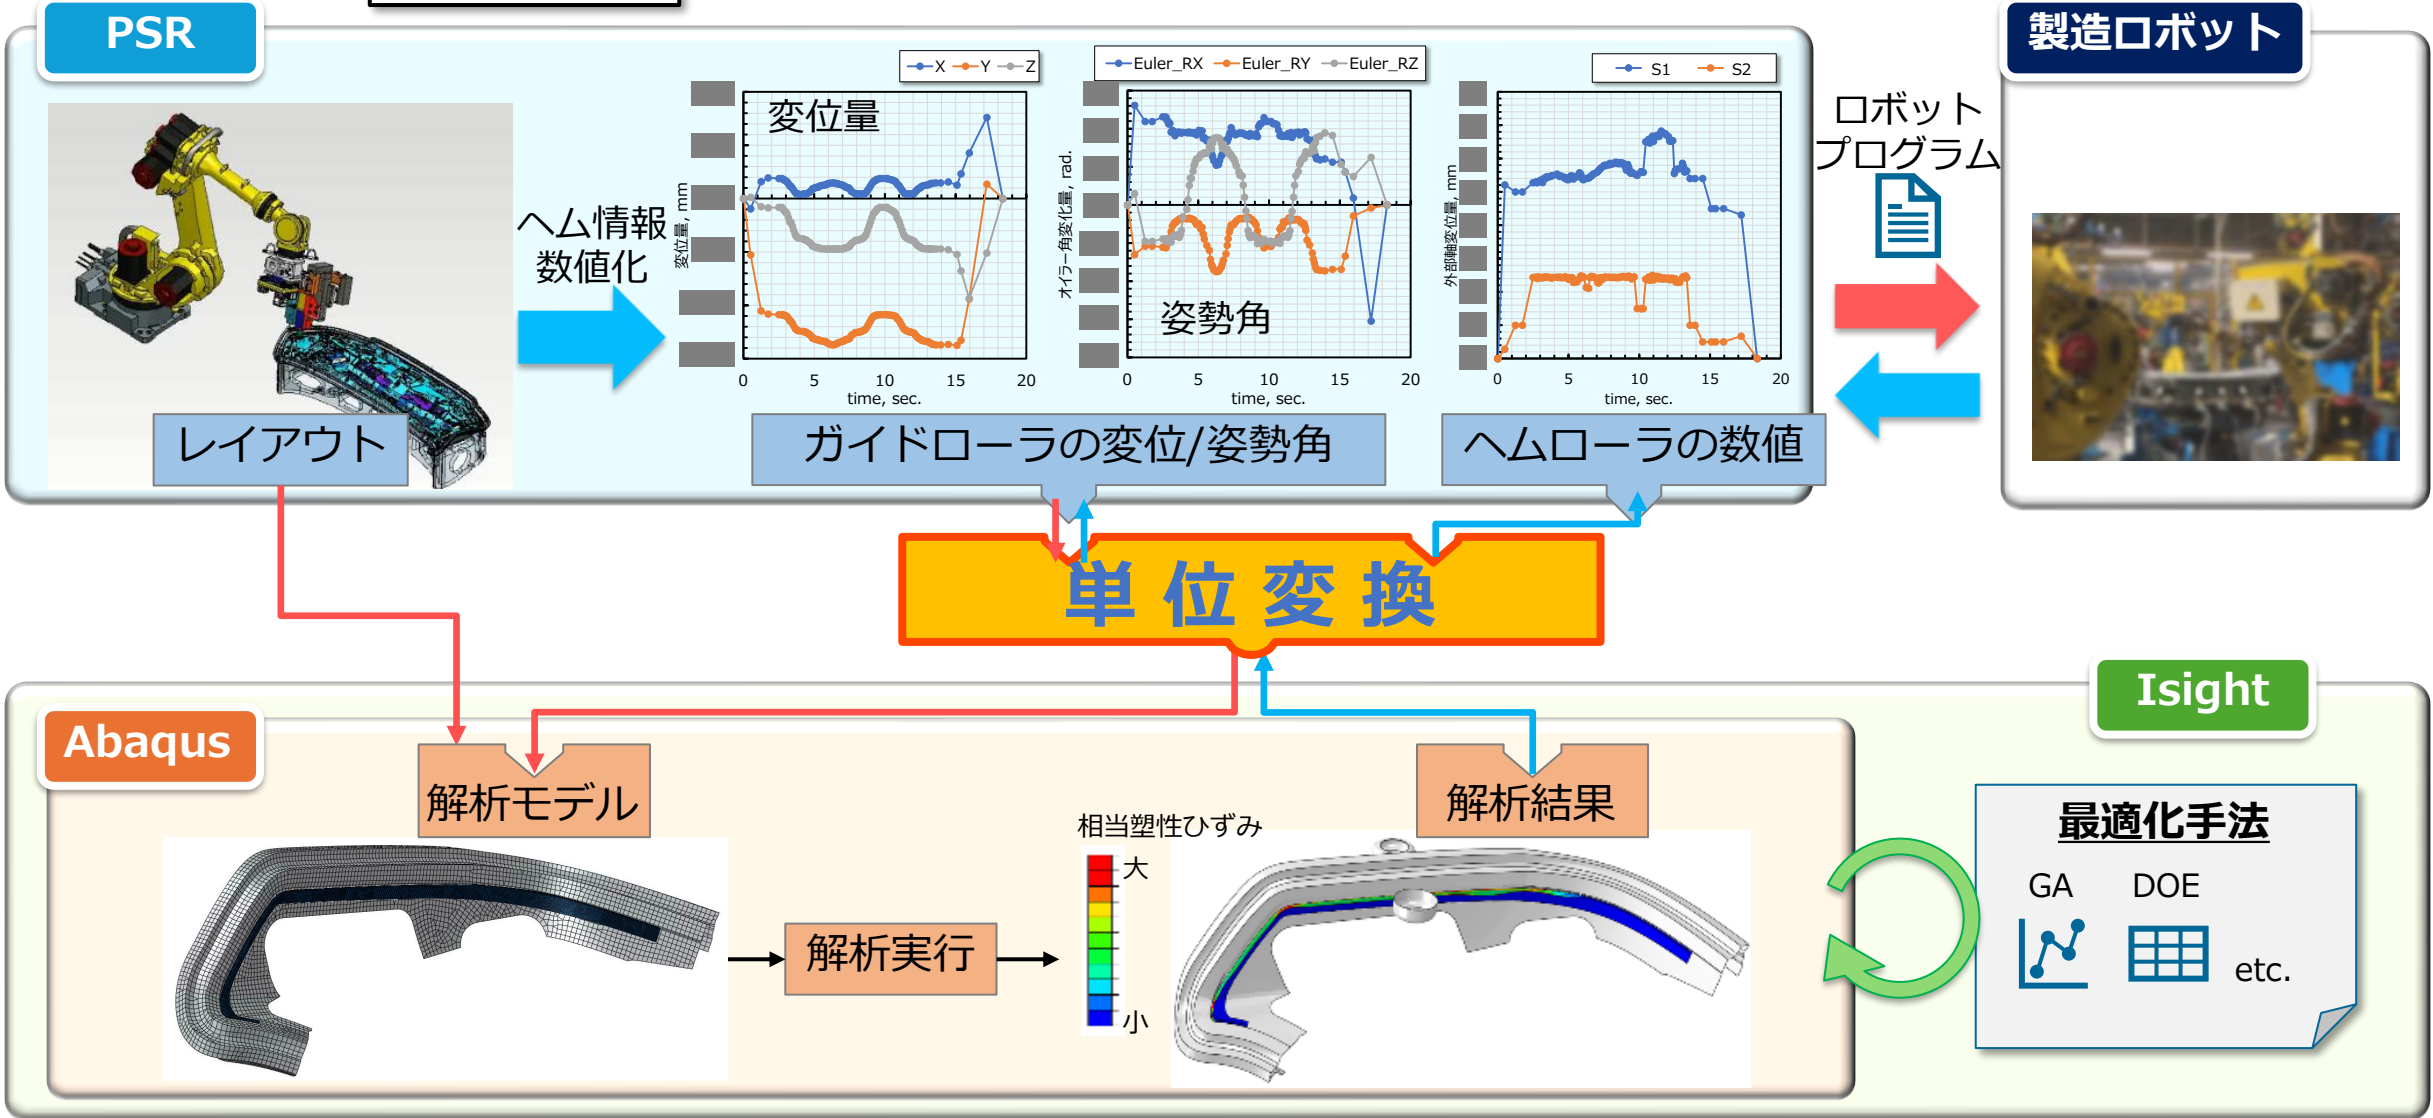 PSR
製造ロボット
X Y Z
変位量
変位量, mm
0 5 10 15 20
time, sec.
Euler_RX Euler_RY Euler_RZ
オイラー角変化量, rad.
姿勢角
0 5 10 15 20
time, sec.
S1 S2
外部軸変位量, mm
0 5 10 15 20
time, sec.
ヘム情報
数値化
ロボット
プログラム
レイアウト
ガイドローラの変位/姿勢角
ヘムローラの数値
単位変換
Isight
Abaqus
解析モデル
解析実行
相当塑性ひずみ
大
小
解析結果
最適化手法
GA DOE
etc.